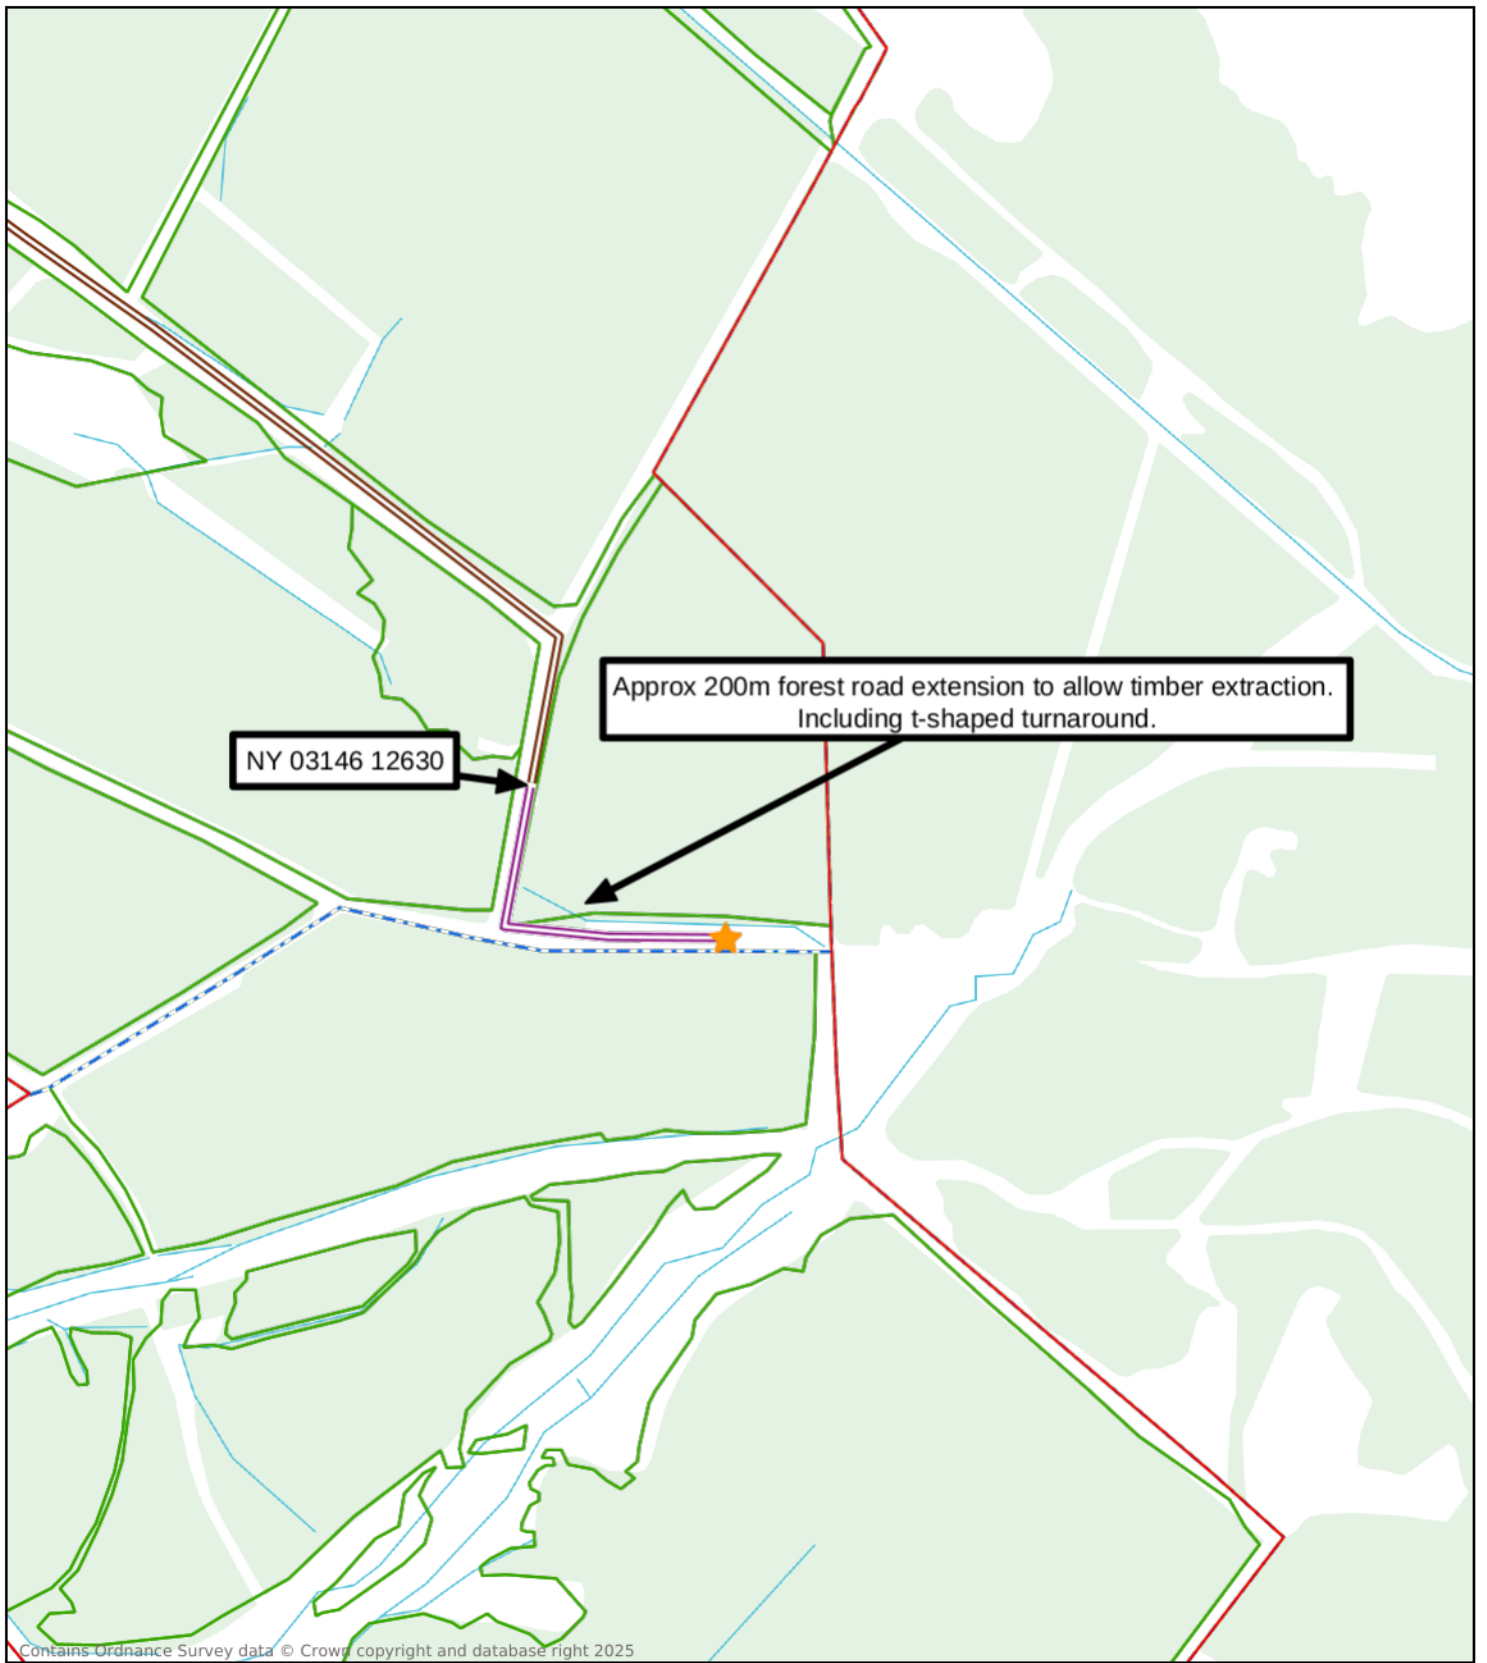 Approx 200m forest road extension to allow timber extraction.
Including t-shaped turnaround.
NY 03146 12630
Contains Ordnance Survey data © Crown copyright and database right 2025